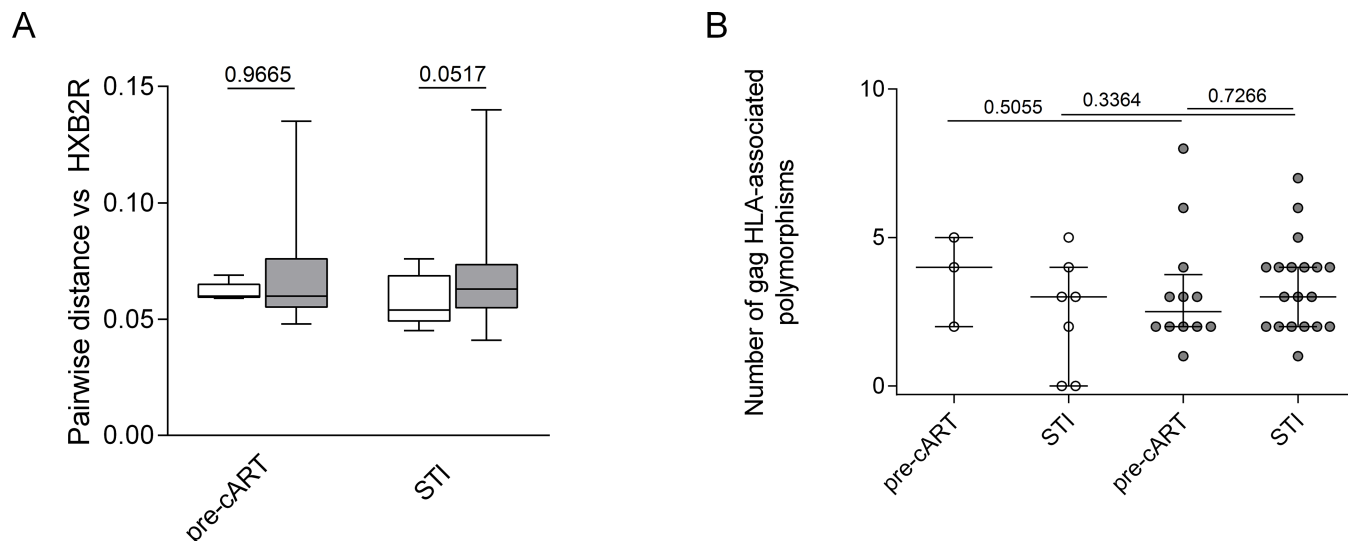 A
Pairwise distance vs HXB2R
0.15
0.10
0.05
0.00
0.9665
0.0517
pre-cART
STI
B
Number of gag HLA-associated
polymorphisms
10
5
0
0.5055
0.3364
0.7266
pre-cART
STI
pre-cART
STI